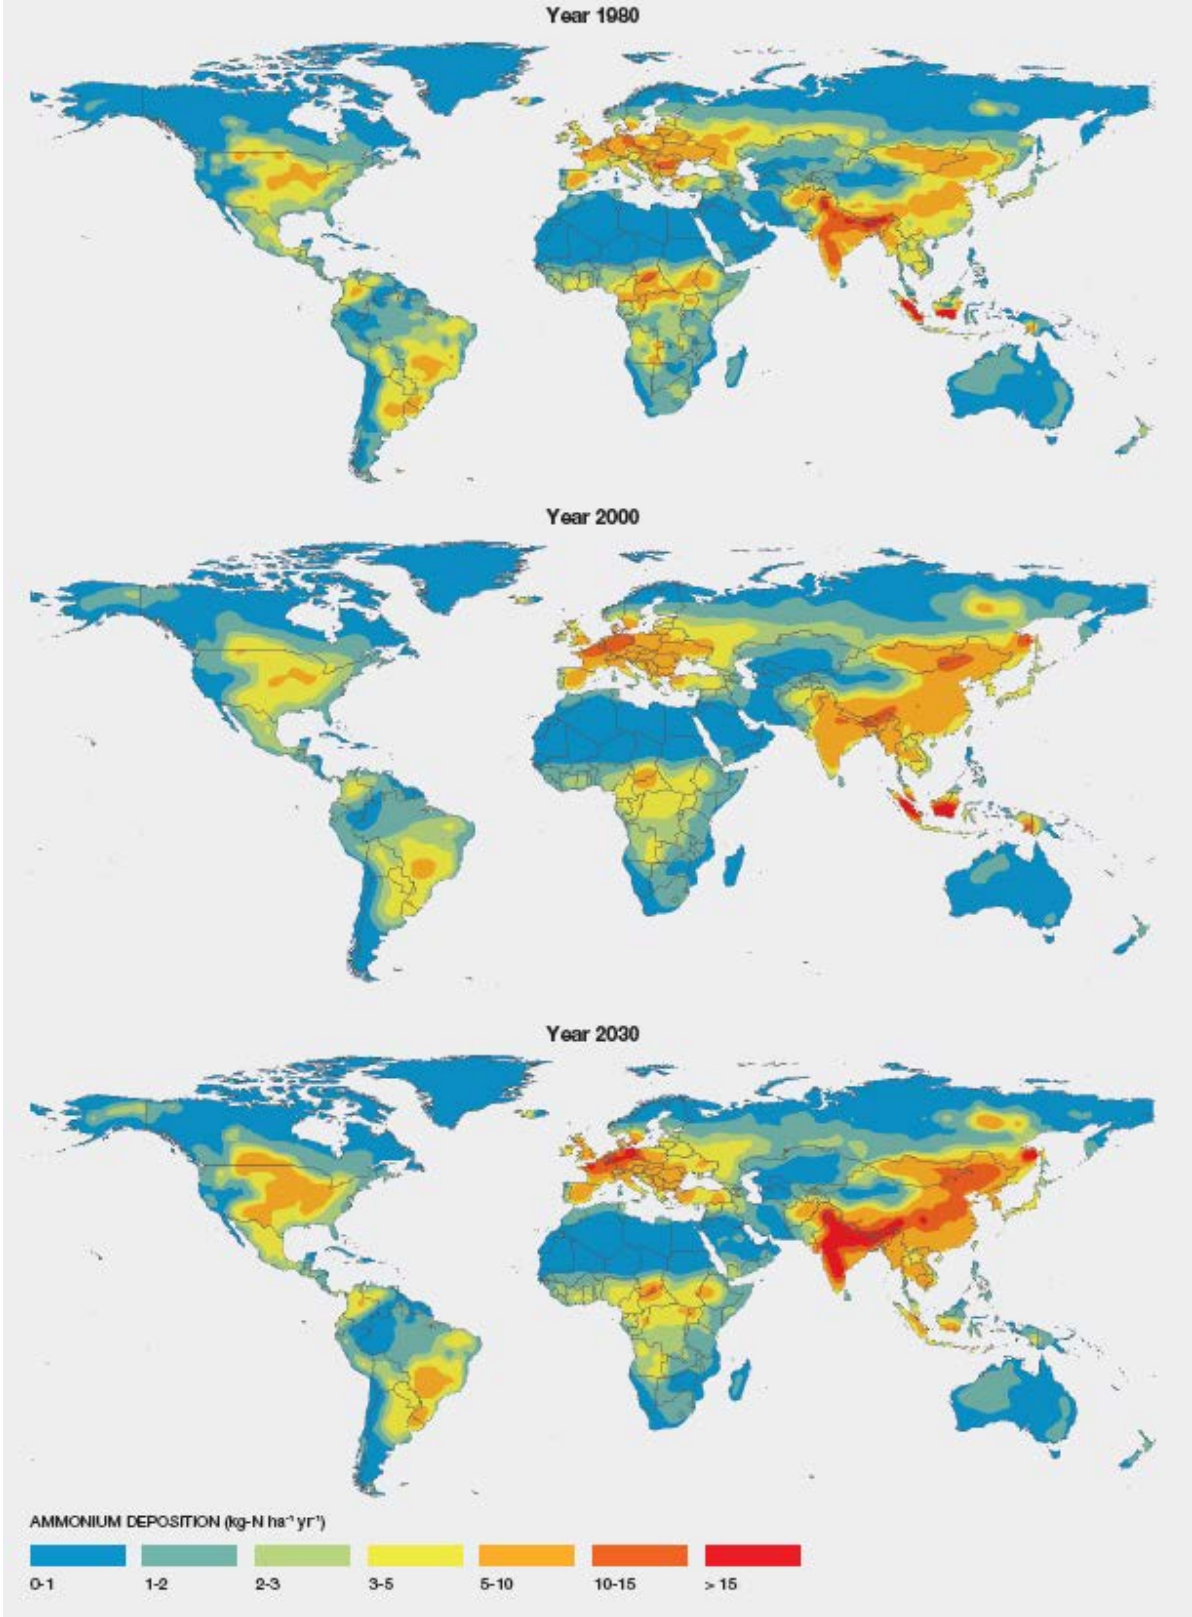 Year 1980
Year 2000
Year 2030
AMMONIUM DEPOSITION (kg-N ha⁻¹ yr⁻¹)
0-1 1-2 2-3 3-5 5-10 10-15 > 15